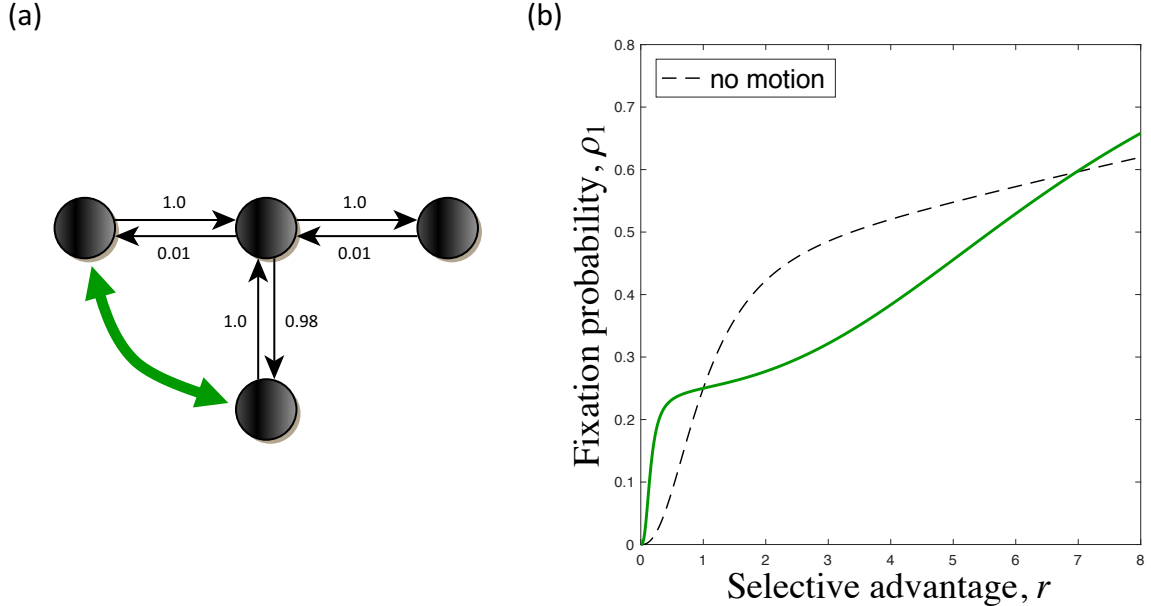 (a)
1.0
1.0
0.01
0.01
1.0
0.98
(b)
no motion
Fixation probability, ρ1
0.8
0.7
0.6
0.5
0.4
0.3
0.2
0.1
0
0 1 2 3 4 5 6 7 8
Selective advantage, r